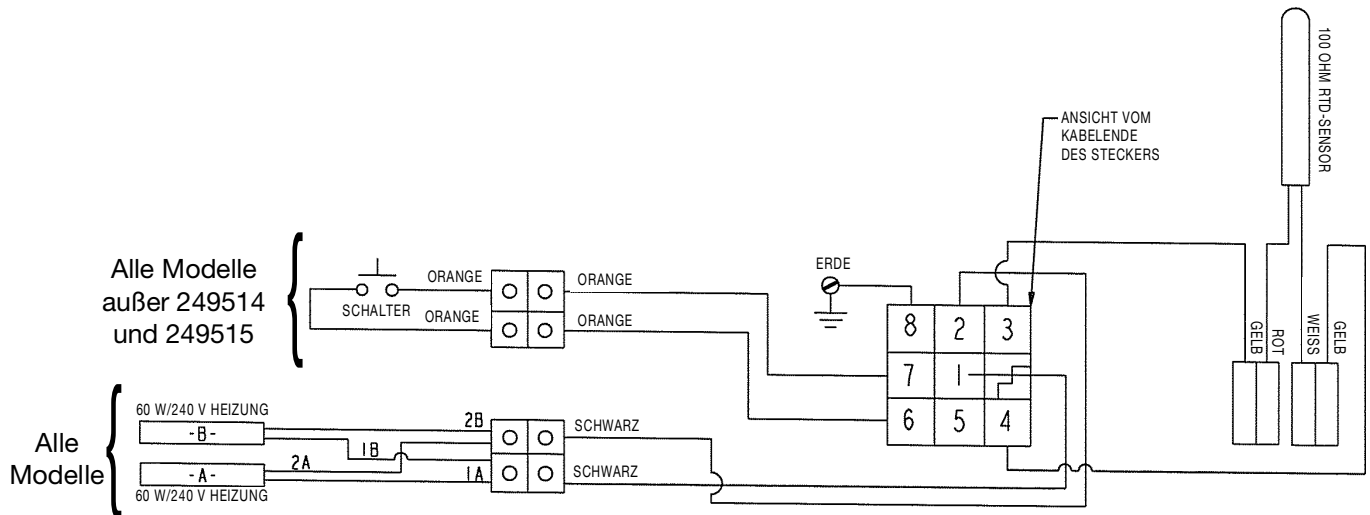 100 OHM RTD-SENSOR
ANSICHT VOM
KABELENDE
DES STECKERS
Alle Modelle
außer 249514
und 249515
SCHALTER
ORANGE
ORANGE
ORANGE
ORANGE
ERDE
8 2 3
7 1
6 5 4
GELB
ROT
WEISS
GELB
Alle
Modelle
60 W/240 V HEIZUNG
-B-
2B
1B
2A
-A-
1A
60 W/240 V HEIZUNG
SCHWARZ
SCHWARZ